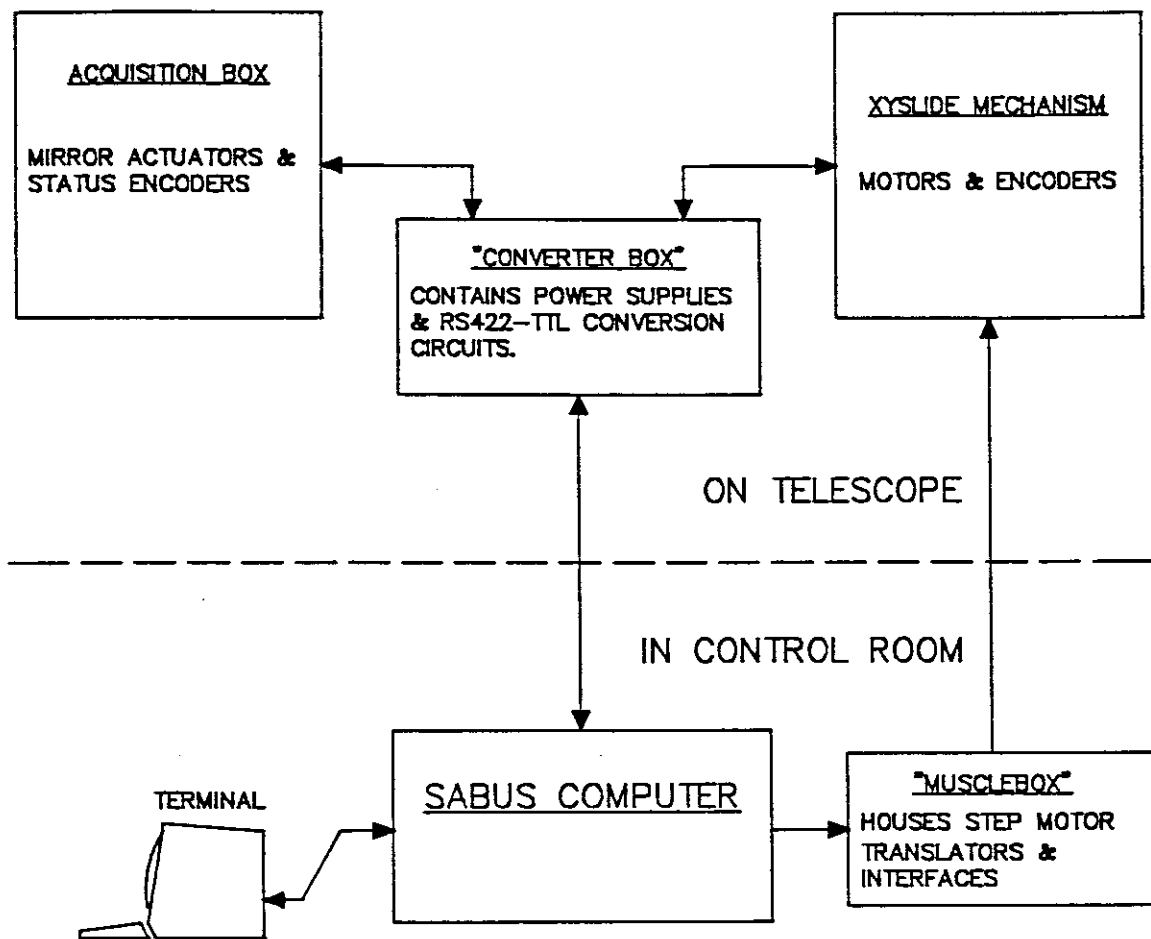 ACQUISITION BOX
MIRROR ACTUATORS &
STATUS ENCODERS
XYSLIDE MECHANISM
MOTORS & ENCODERS
"CONVERTER BOX"
CONTAINS POWER SUPPLIES
& RS422-TTL CONVERSION
CIRCUITS.
ON TELESCOPE
IN CONTROL ROOM
TERMINAL
SABUS COMPUTER
"MUSCLEBOX"
HOUSES STEP MOTOR
TRANSLATORS &
INTERFACES